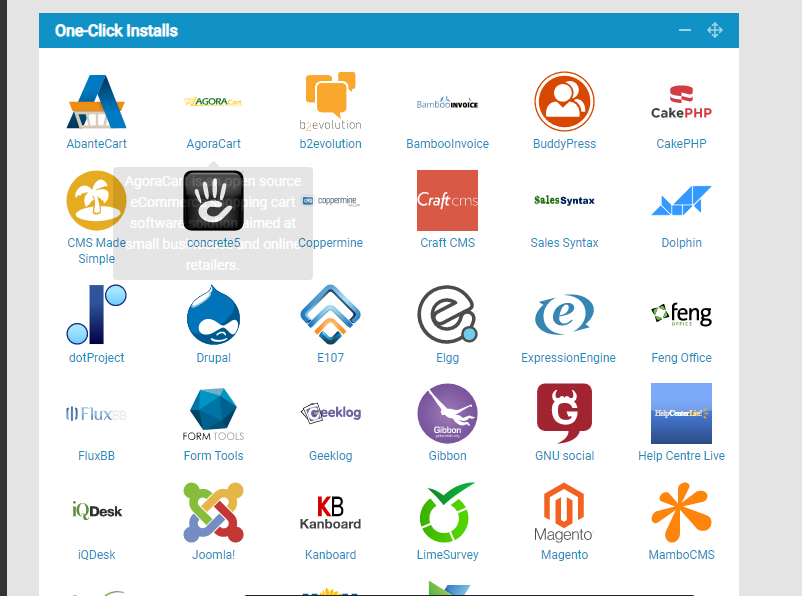 One-Click Installs
AGORACart
b2evolution
BambooINVOICE
CakePHP
AbanteCart
AgoraCart
b2evolution
BambooInvoice
BuddyPress
CakePHP
AgoraCart is an open source
eCommerce shopping cart
software solution aimed at
small business and online
retailers.
coppermine
Craftcms
SalesSyntax
CMS Made
Simple
concrete5
Coppermine
Craft CMS
Sales Syntax
Dolphin
feng
OFFICE
dotProject
Drupal
E107
Elgg
ExpressionEngine
Feng Office
FluxBB
FORM TOOLS
Geeklog
Gibbon
G
HelpCenterLive!
FluxBB
Form Tools
Geeklog
Gibbon
GNU social
Help Centre Live
iQDesk
KB
Kanboard
Magento
iQDesk
Joomla!
Kanboard
LimeSurvey
Magento
MamboCMS